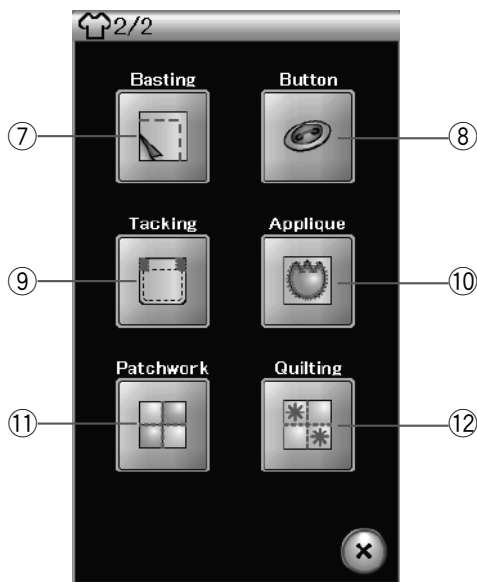 2/2
Basting Button
⑦ ⑧
Tacking Applique
⑨ ⑩
Patchwork Quilting
⑪ ⑫